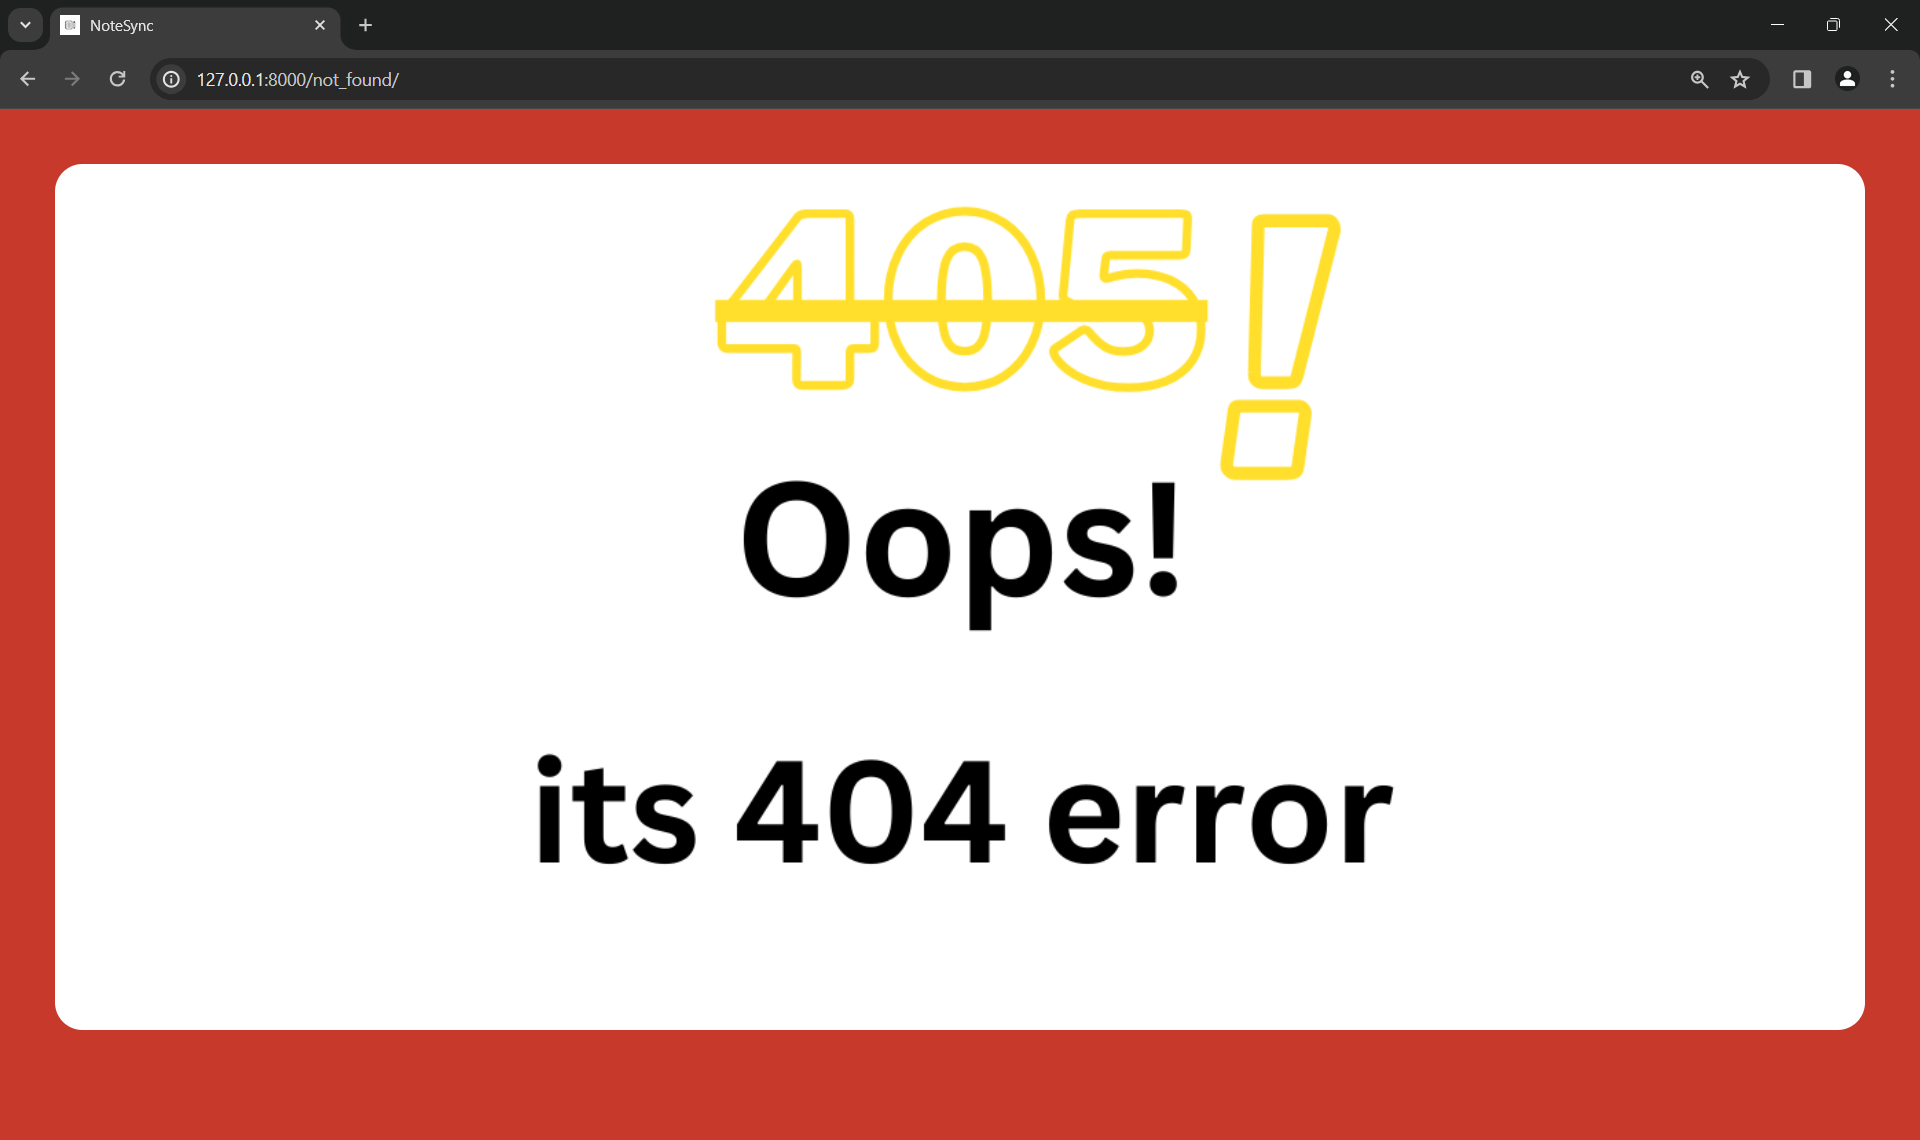 NoteSync
127.0.0.1:8000/not_found/
405!
Oops!
its 404 error